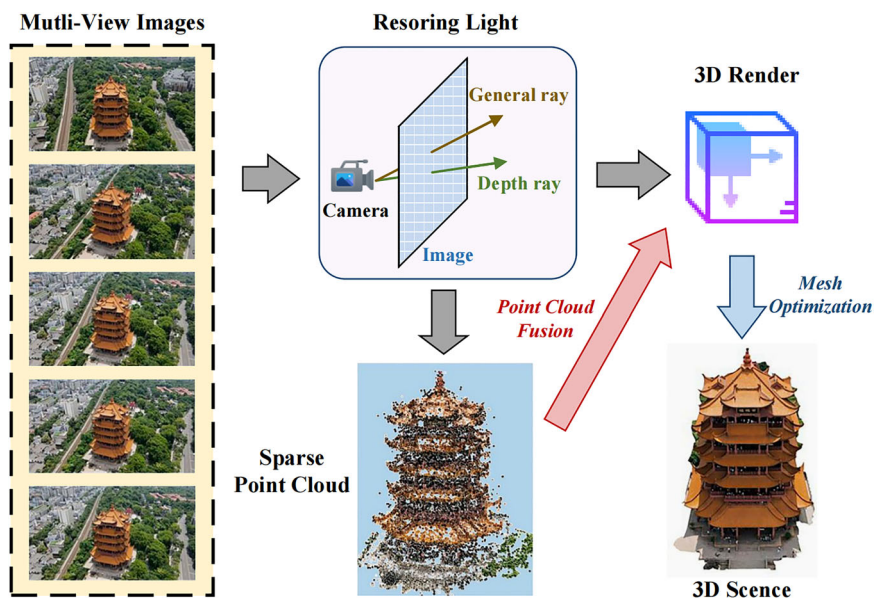 Mutli-View Images
Resoring Light
General ray
Depth ray
Camera
Image
3D Render
Point Cloud
Fusion
Mesh
Optimization
Sparse
Point Cloud
3D Scence